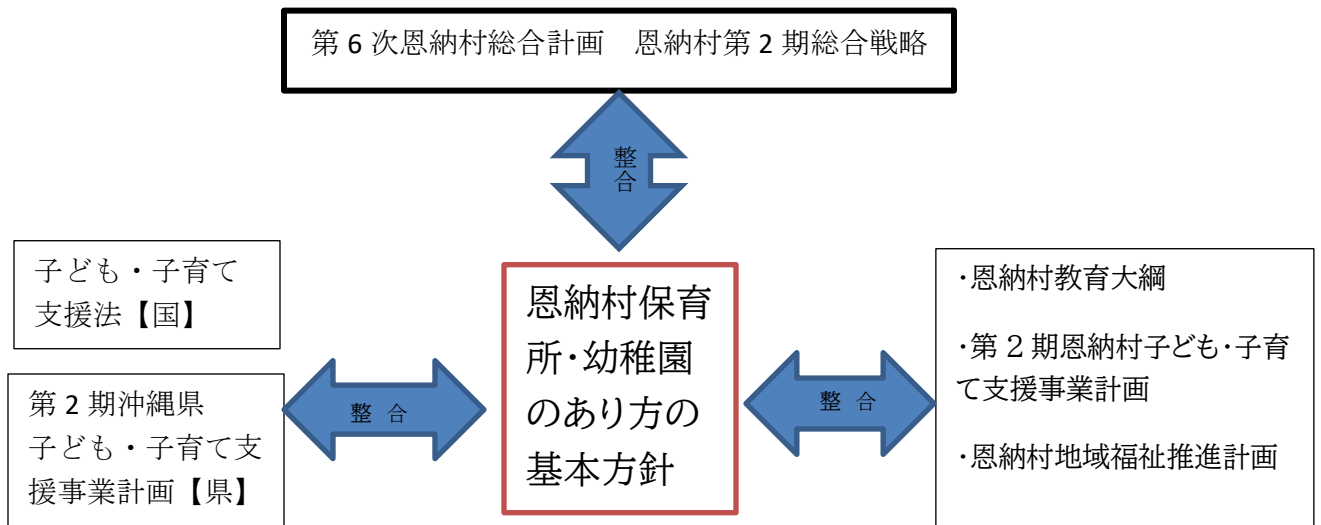 第6次恩納村総合計画　恩納村第2期総合戦略
整合
子ども・子育て
支援法【国】
第2期沖縄県
子ども・子育て支
援事業計画【県】
整 合
恩納村保育
所・幼稚園
のあり方の
基本方針
整 合
・恩納村教育大綱
・第２期恩納村子ども・子育
て支援事業計画
・恩納村地域福祉推進計画